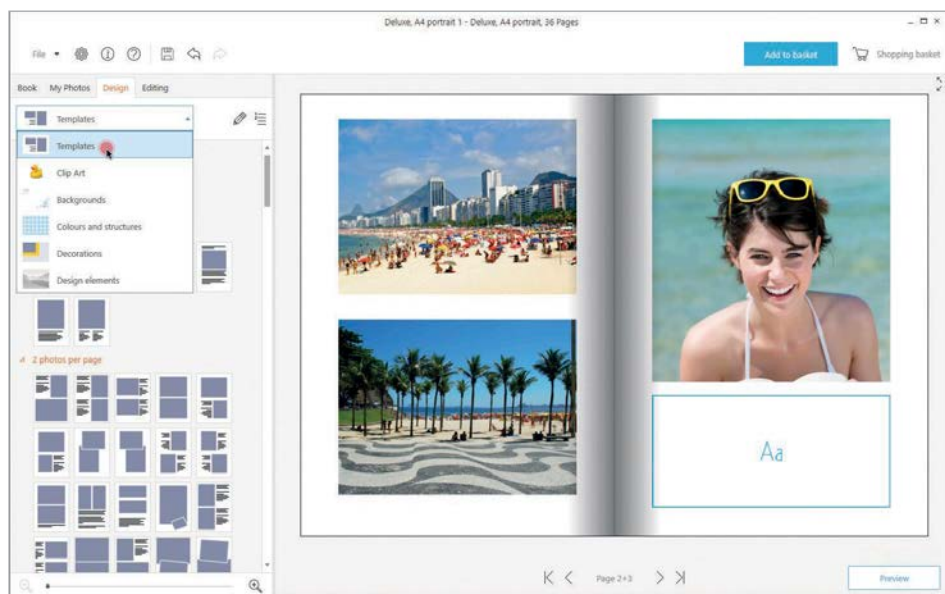 Deluxe, A4 portrait 1 - Deluxe, A4 portrait, 36 Pages
File
Add to basket
Shopping basket
Book My Photos Design Editing
Templates
Templates
Clip Art
Backgrounds
Colours and structures
Decorations
Design elements
2 photos per page
Aa
Page 2+3
Preview